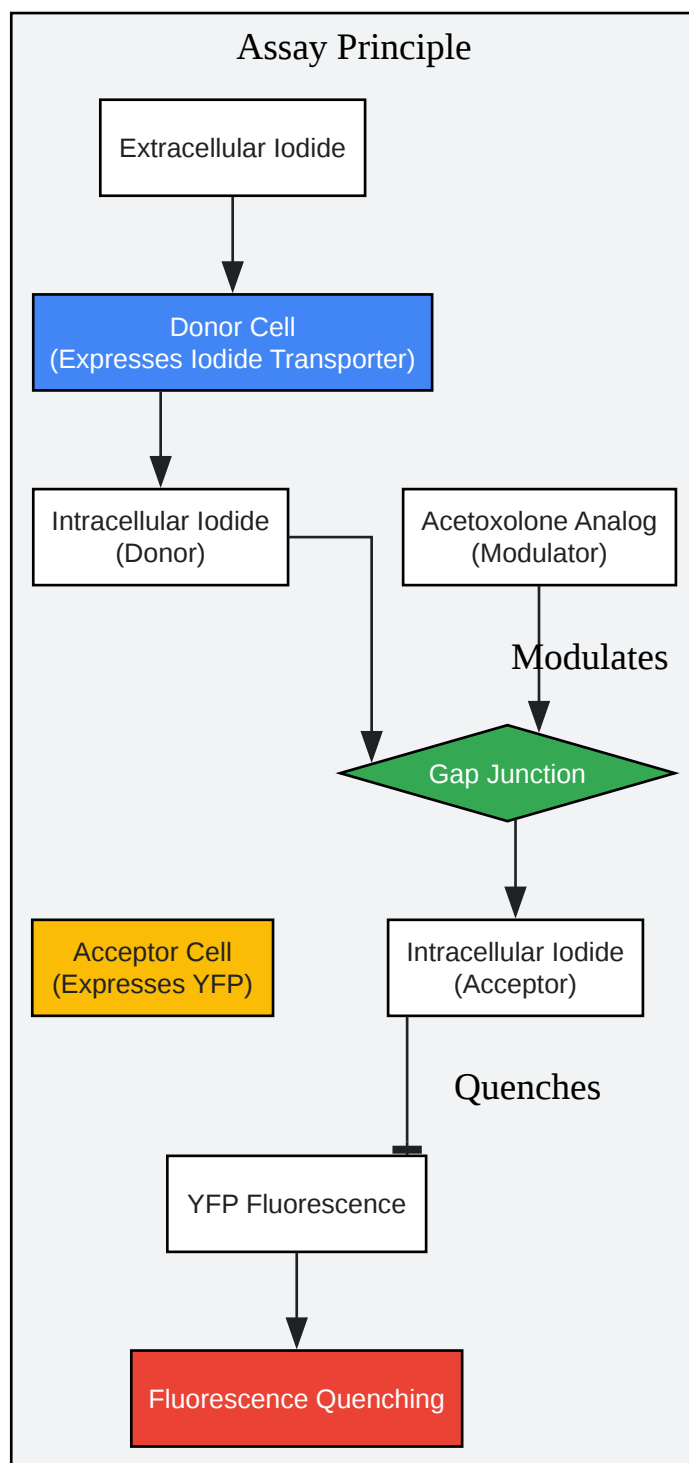 Assay Principle
Extracellular Iodide
Donor Cell
(Expresses Iodide Transporter)
Intracellular Iodide
(Donor)
Acetoxolone Analog
(Modulator)
Modulates
Gap Junction
Acceptor Cell
(Expresses YFP)
Intracellular Iodide
(Acceptor)
Quenches
YFP Fluorescence
Fluorescence Quenching